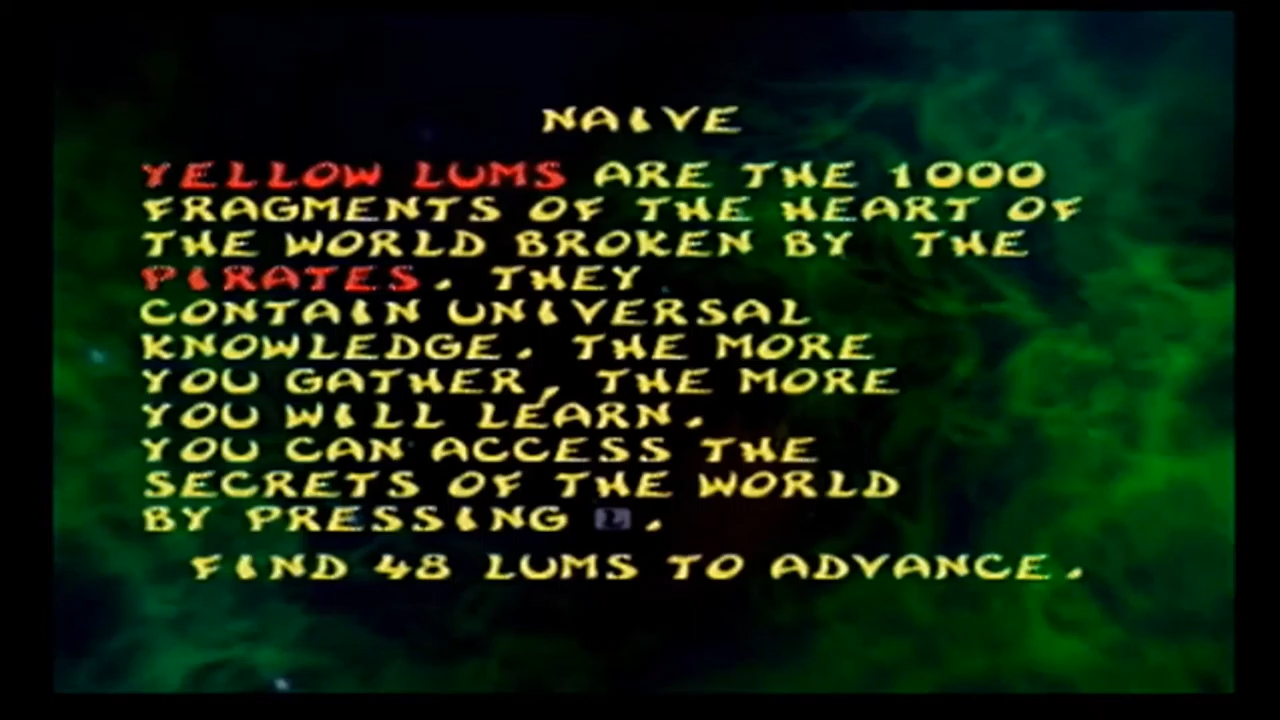 NAIVE
YELLOW LUMS ARE THE 1000
FRAGMENTS OF THE HEART OF
THE WORLD BROKEN BY THE
PIRATES. THEY
CONTAIN UNIVERSAL
KNOWLEDGE. THE MORE
YOU GATHER, THE MORE
YOU WILL LEARN.
YOU CAN ACCESS THE
SECRETS OF THE WORLD
BY PRESSING .
FIND 48 LUMS TO ADVANCE.